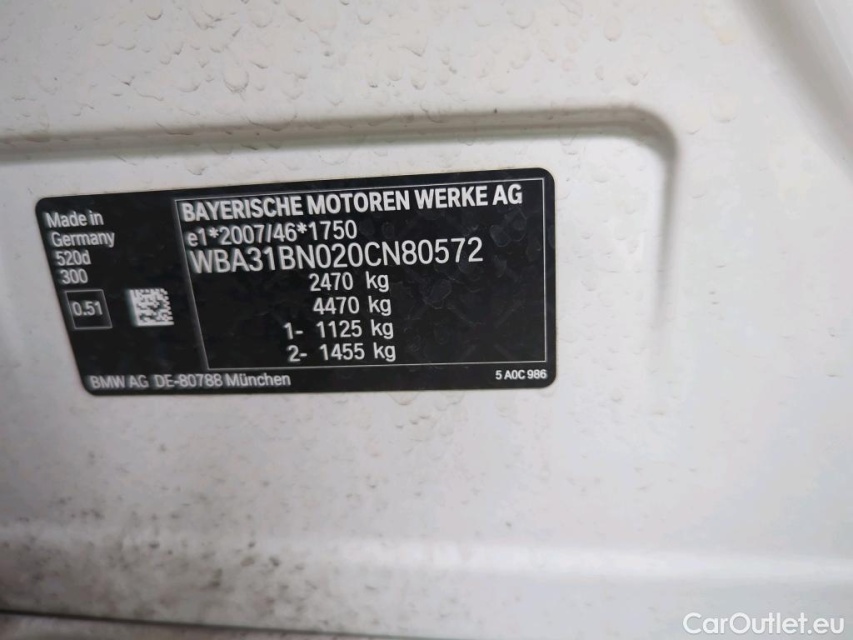 Made in
Germany
520d
300
0.51
BAYERISCHE MOTOREN WERKE AG
e1*2007/46*1750
WBA31BN020CN80572
2470 kg
4470 kg
1- 1125 kg
2- 1455 kg
BMW AG DE-80788 München
5 A0C 986
CarOutlet.eu